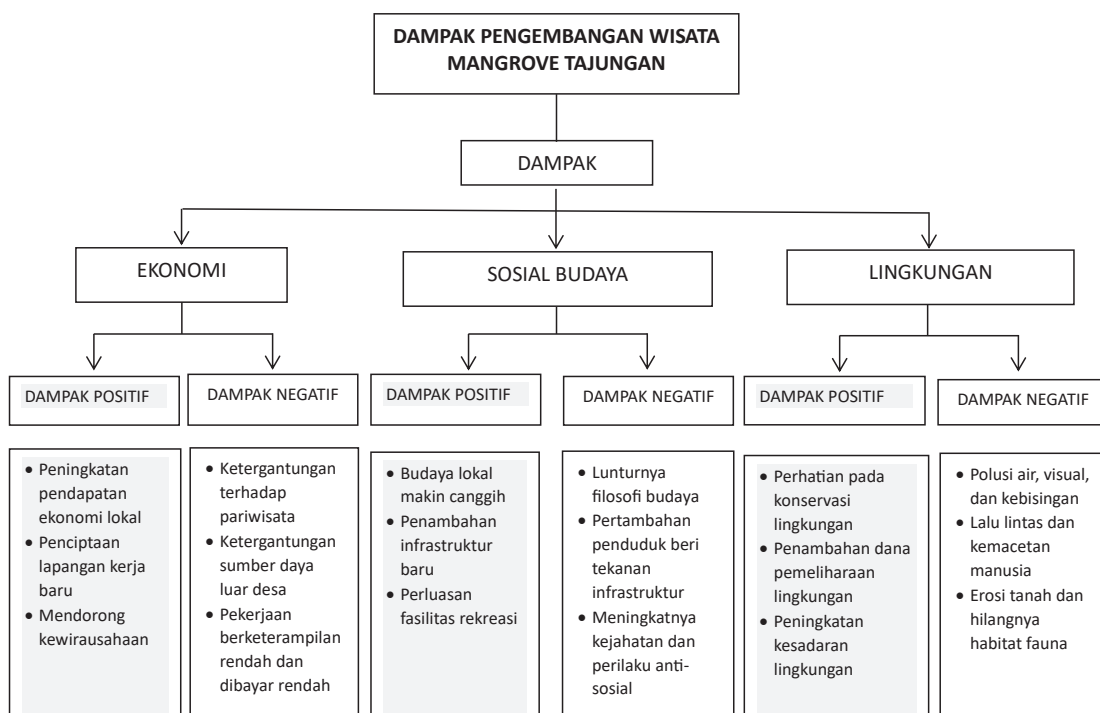 DAMPAK PENGEMBANGAN WISATA
MANGROVE TAJUNGAN
DAMPAK
EKONOMI
SOSIAL BUDAYA
LINGKUNGAN
DAMPAK POSITIF
DAMPAK NEGATIF
DAMPAK POSITIF
DAMPAK NEGATIF
DAMPAK POSITIF
DAMPAK NEGATIF
• Peningkatan
pendapatan
ekonomi lokal
• Penciptaan
lapangan kerja
baru
• Mendorong
kewirausahaan
• Ketergantungan
terhadap
pariwisata
• Ketergantungan
sumber daya
luar desa
• Pekerjaan
berketerampilan
rendah dan
dibayar rendah
• Budaya lokal
makin canggih
• Penambahan
infrastruktur
baru
• Perluasan
fasilitas rekreasi
• Lunturnya
filosofi budaya
• Pertambahan
penduduk beri
tekanan
infrastruktur
• Meningkatnya
kejahatan dan
perilaku anti-
sosial
• Perhatian pada
konservasi
lingkungan
• Penambahan dana
pemeliharaan
lingkungan
• Peningkatan
kesadaran
lingkungan
• Polusi air, visual,
dan kebisingan
• Lalu lintas dan
kemacetan
manusia
• Erosi tanah dan
hilangnya
habitat fauna